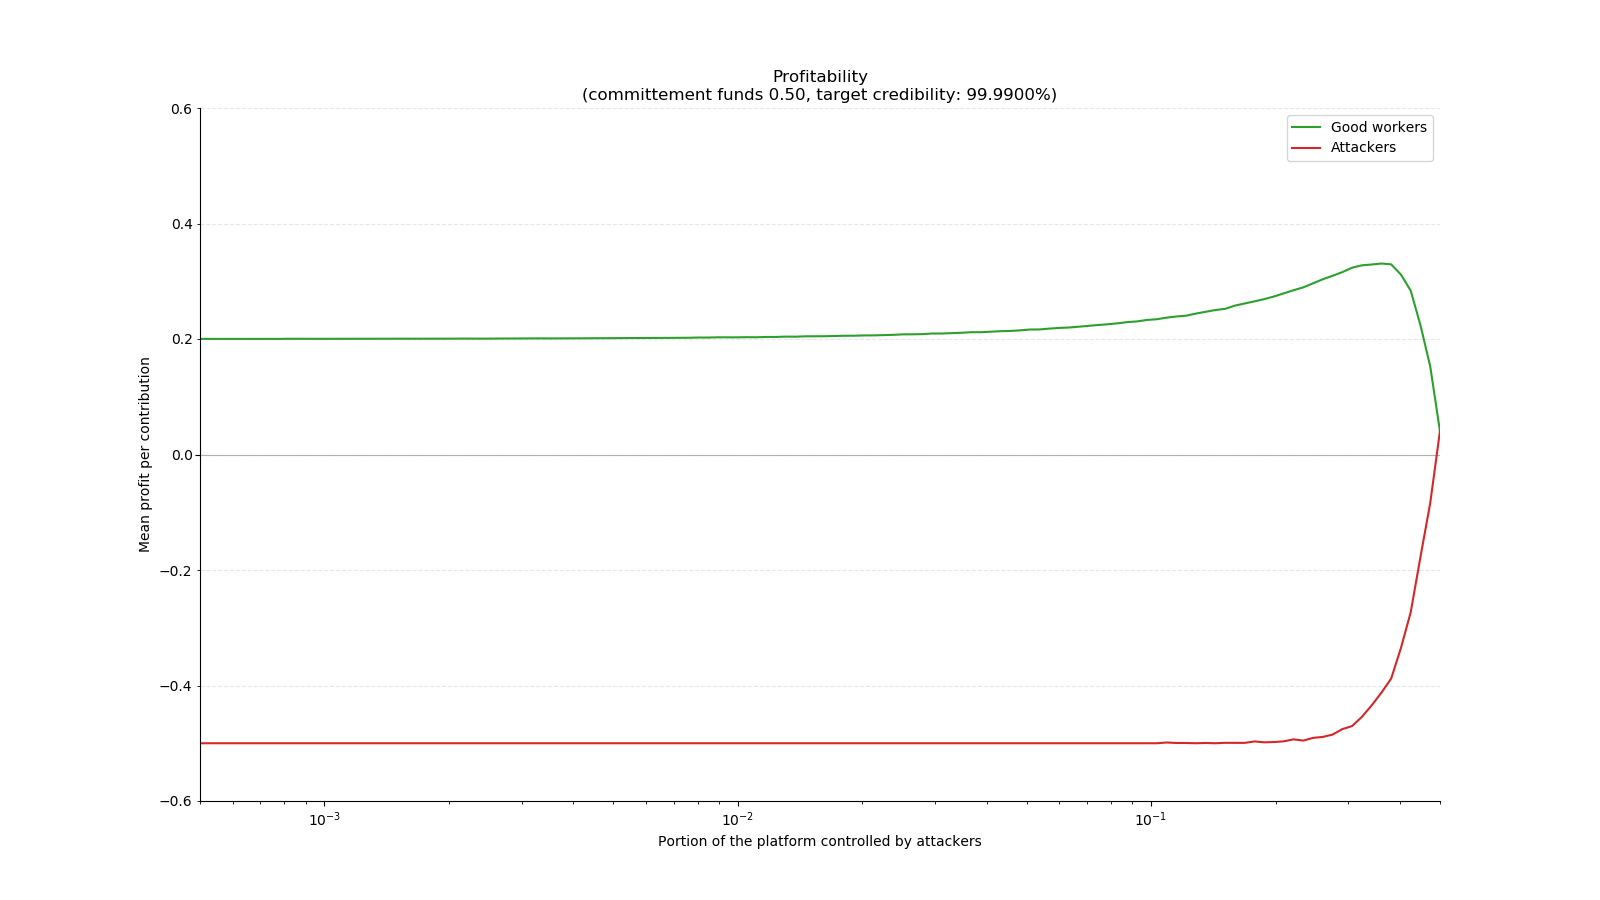 Profitability
(committement funds 0.50, target credibility: 99.9900%)
Good workers
Attackers
0.6
0.4
0.2
0.0
−0.2
−0.4
−0.6
Mean profit per contribution
10⁻³ 10⁻² 10⁻¹
Portion of the platform controlled by attackers